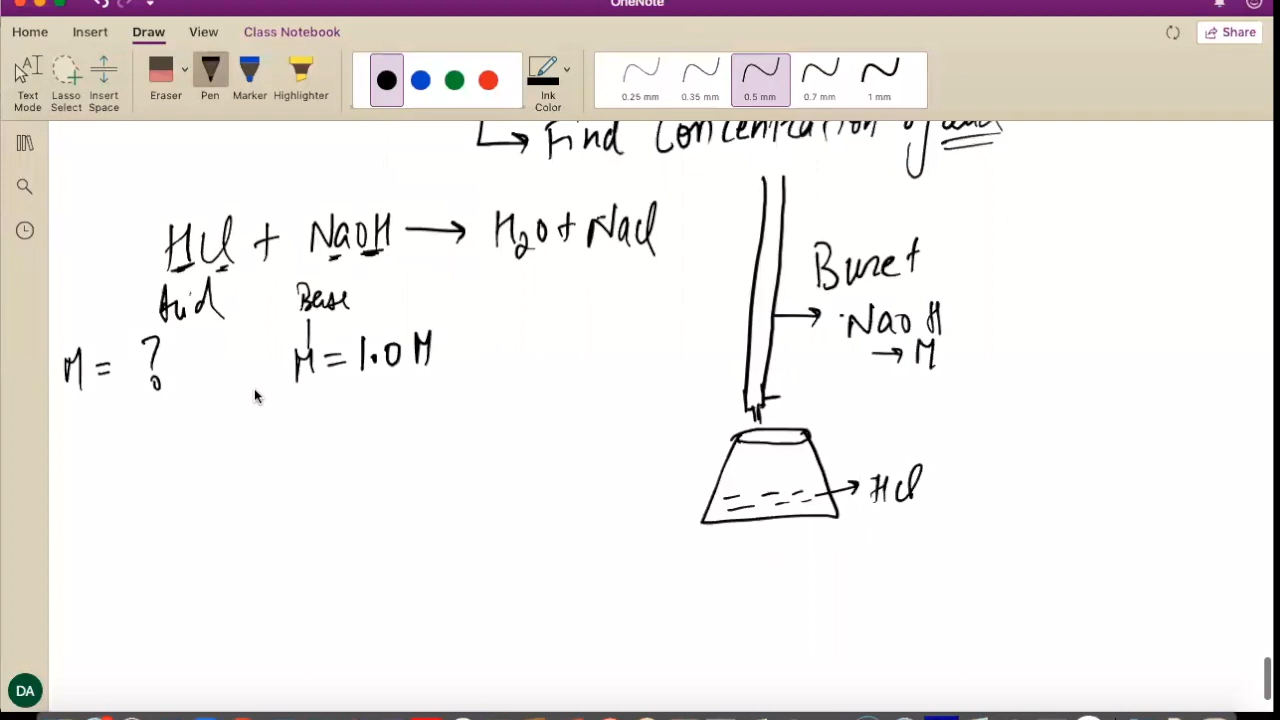 OneNote
Home Insert Draw View Class Notebook
Share
Text Mode
Lasso Select
Insert Space
Eraser
Pen
Marker
Highlighter
Ink Color
0.25 mm
0.35 mm
0.5 mm
0.7 mm
1 mm
↳ Find Concentration of acid
HCl + NaOH → H₂O + NaCl
Acid Base
M = ? M = 1.0 M
Buret
→ NaOH
→ M
→ HCl
DA